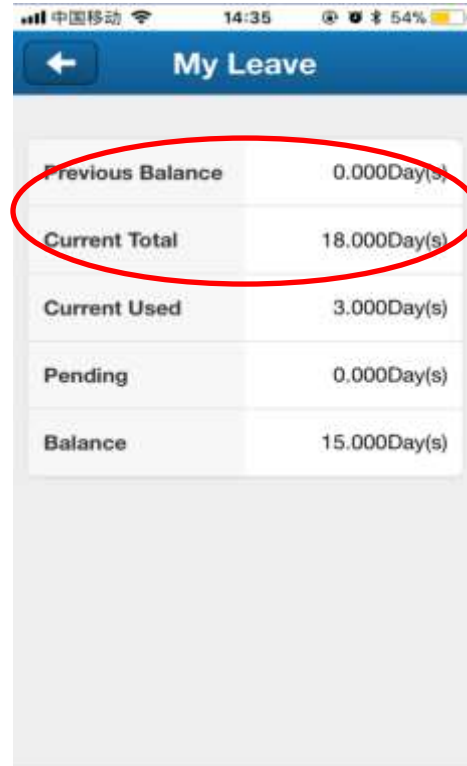 中国移动 14:35 54%
My Leave
Previous Balance 0.000Day(s)
Current Total 18.000Day(s)
Current Used 3.000Day(s)
Pending 0.000Day(s)
Balance 15.000Day(s)